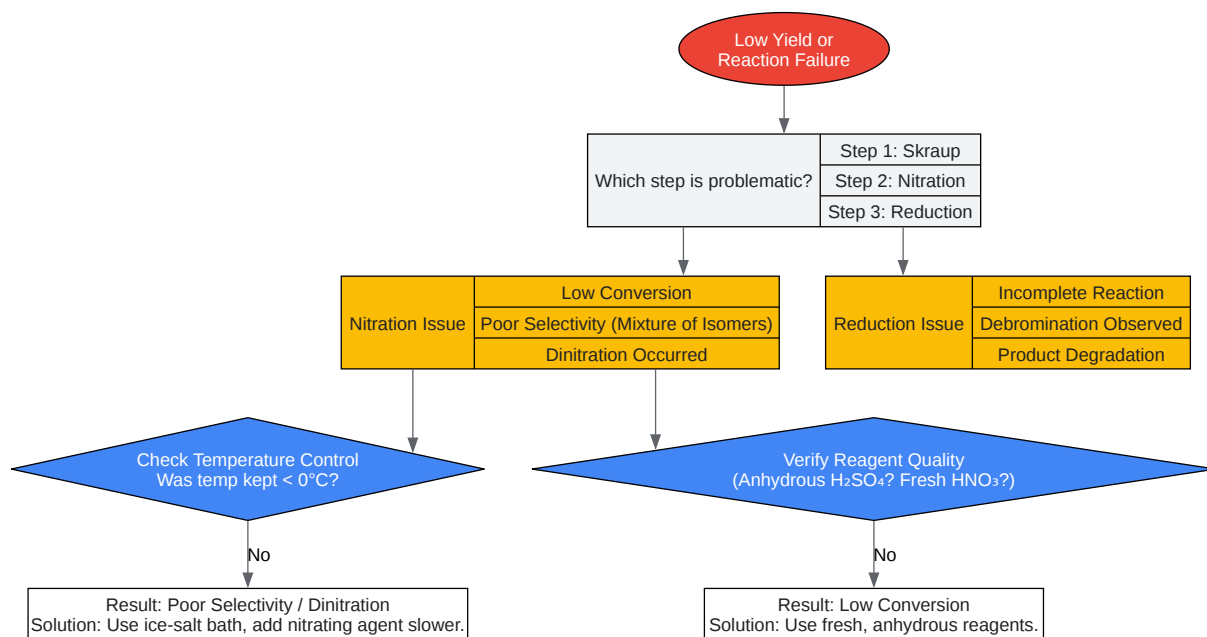 Low Yield or
Reaction Failure
Which step is problematic?
Step 1: Skraup
Step 2: Nitration
Step 3: Reduction
Nitration Issue
Low Conversion
Poor Selectivity (Mixture of Isomers)
Dinitration Occurred
Reduction Issue
Incomplete Reaction
Debromination Observed
Product Degradation
Check Temperature Control
Was temp kept < 0°C?
Verify Reagent Quality
(Anhydrous H₂SO₄? Fresh HNO₃?)
No
No
Result: Poor Selectivity / Dinitration
Solution: Use ice-salt bath, add nitrating agent slower.
Result: Low Conversion
Solution: Use fresh, anhydrous reagents.